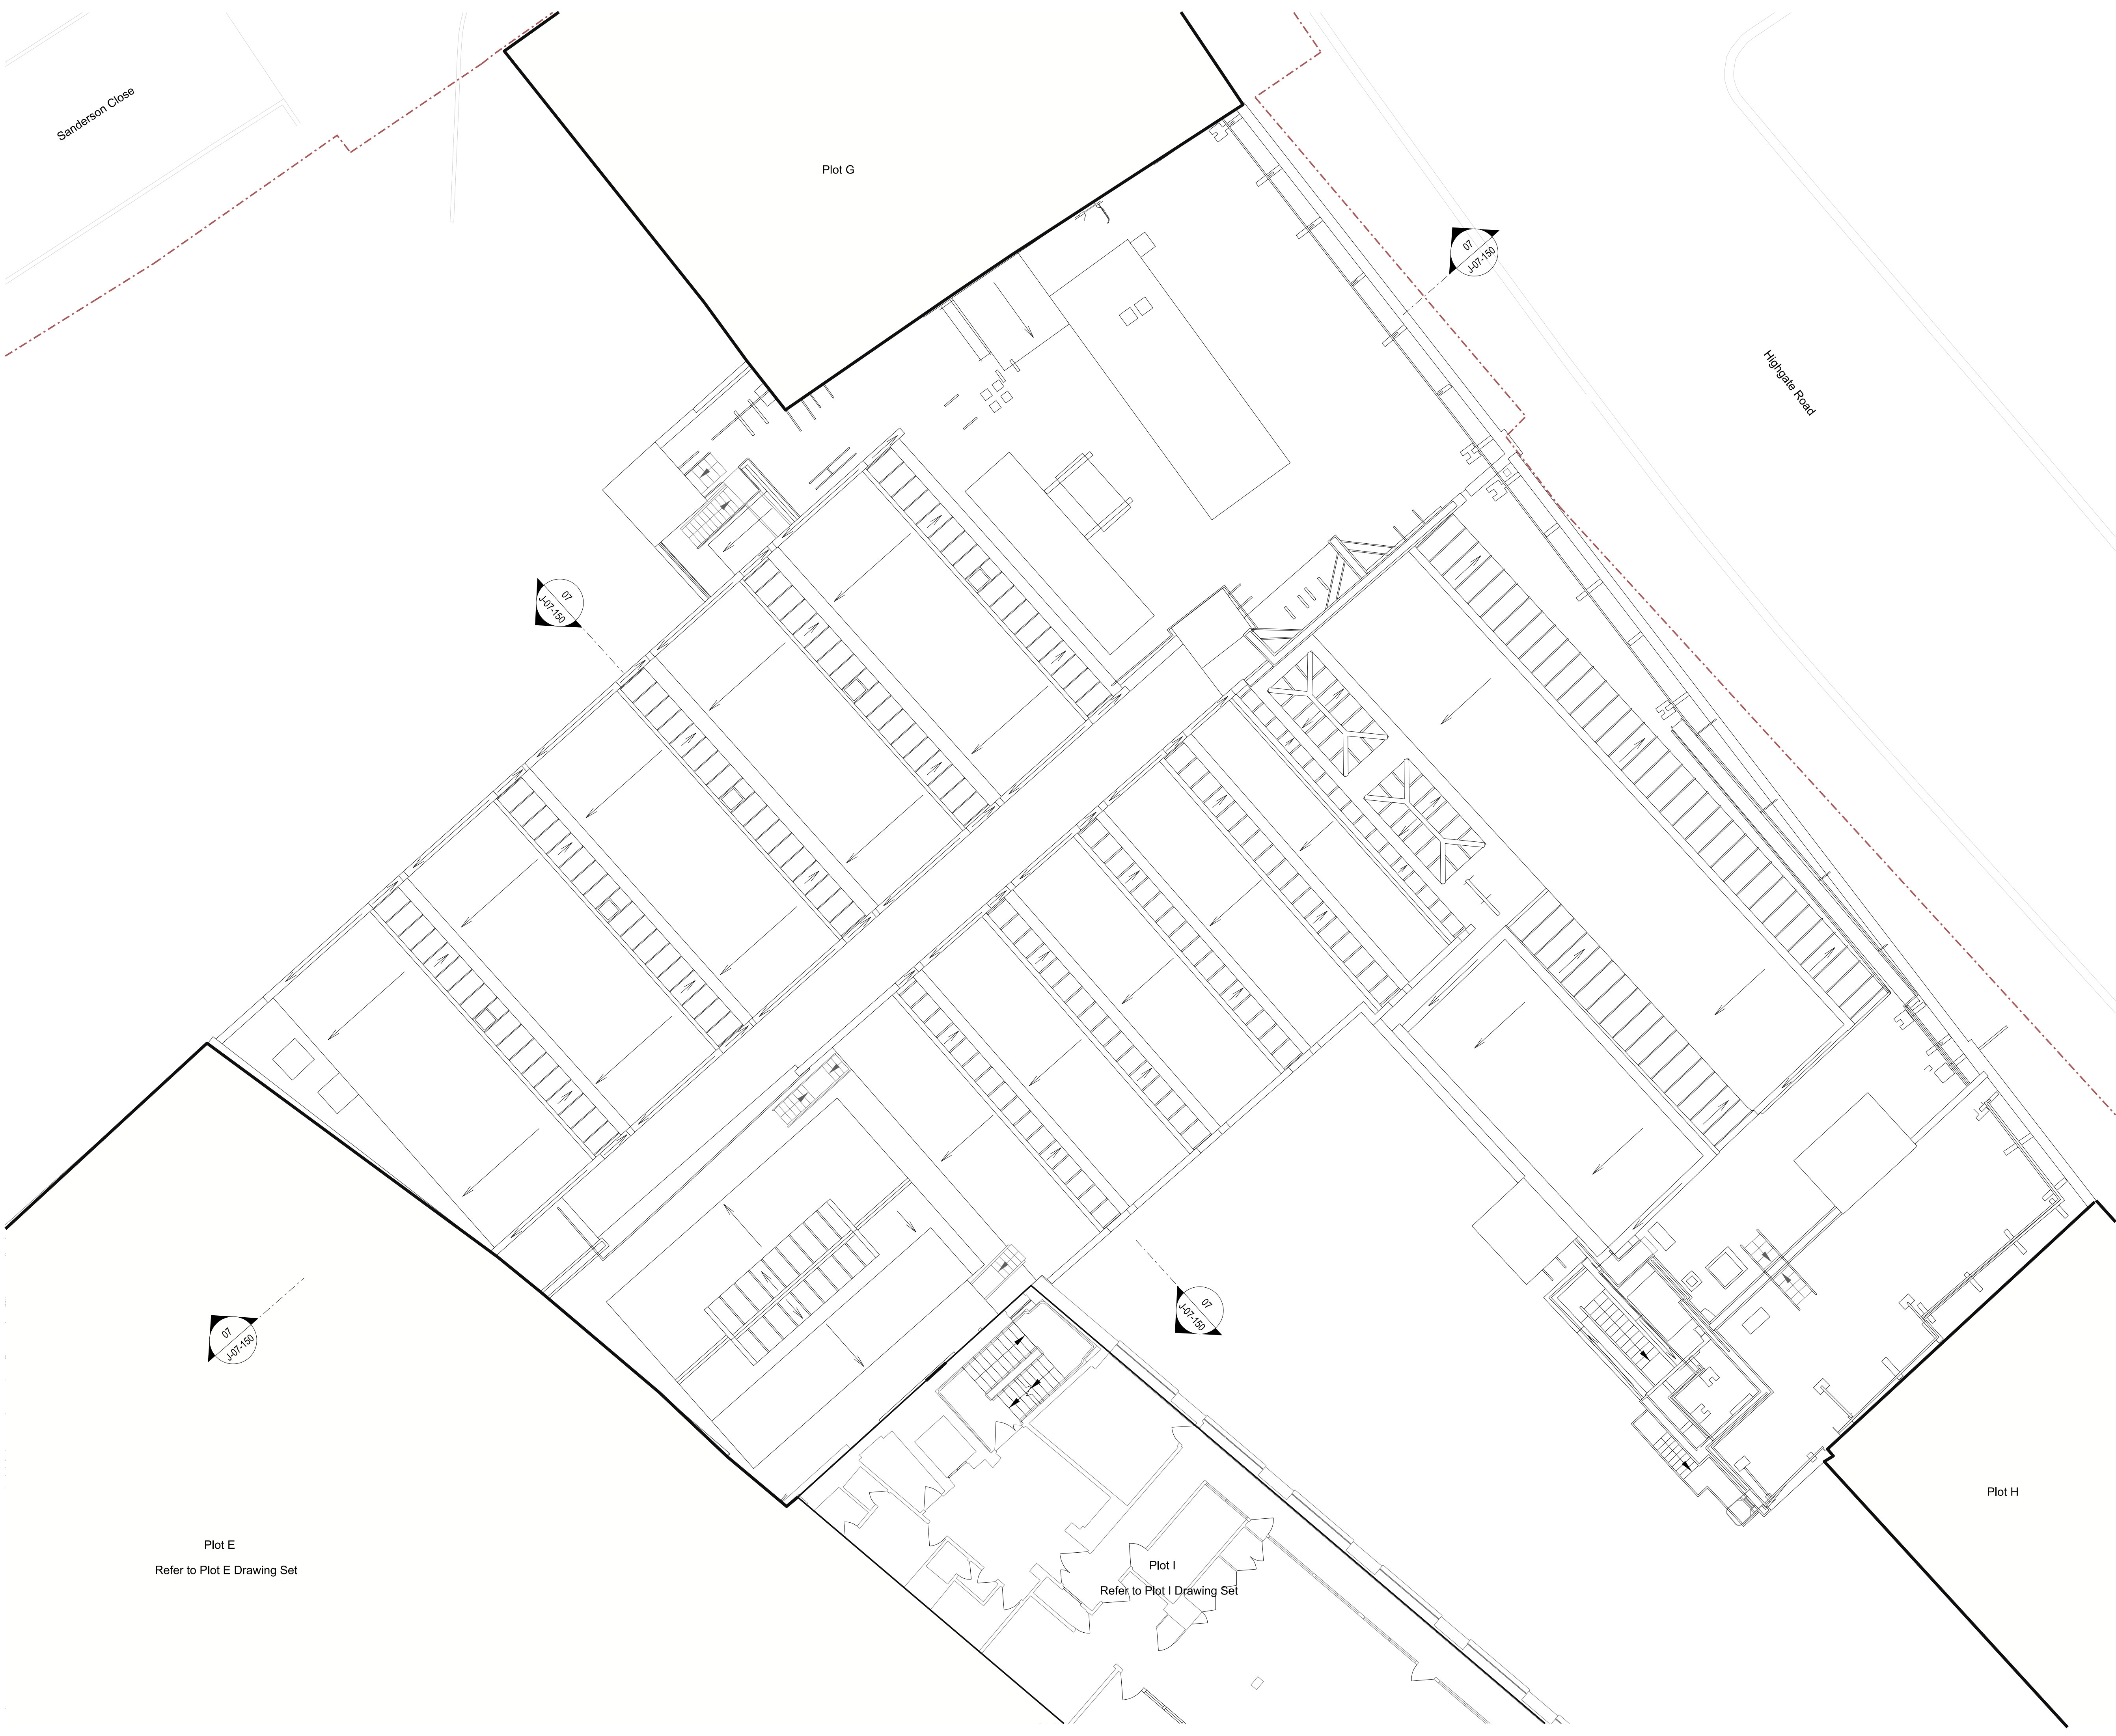 Sanderson Close
Plot G
07
J-07-150
Highgate Road
07
J-07-150
07
J-07-150
07
J-07-150
Plot H
Plot E
Refer to Plot E Drawing Set
Plot I
Refer to Plot I Drawing Set